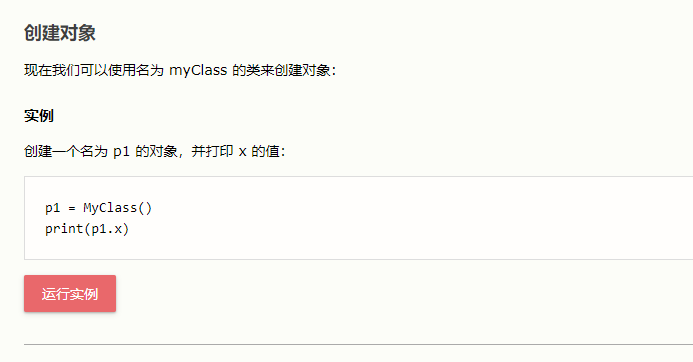 创建对象
现在我们可以使用名为 myClass 的类来创建对象：
实例
创建一个名为 p1 的对象，并打印 x 的值：
p1 = MyClass()
print(p1.x)
运行实例